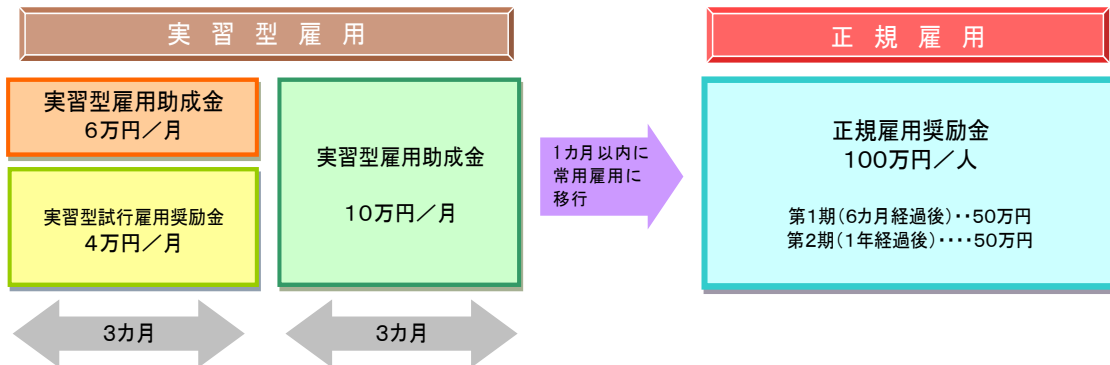 実習型雇用
正規雇用
実習型雇用助成金
6万円／月
実習型試行雇用奨励金
4万円／月
実習型雇用助成金
10万円／月
1カ月以内に
常用雇用に
移行
正規雇用奨励金
100万円／人
第1期(6カ月経過後)‥50万円
第2期(1年経過後)‥‥50万円
3カ月
3カ月